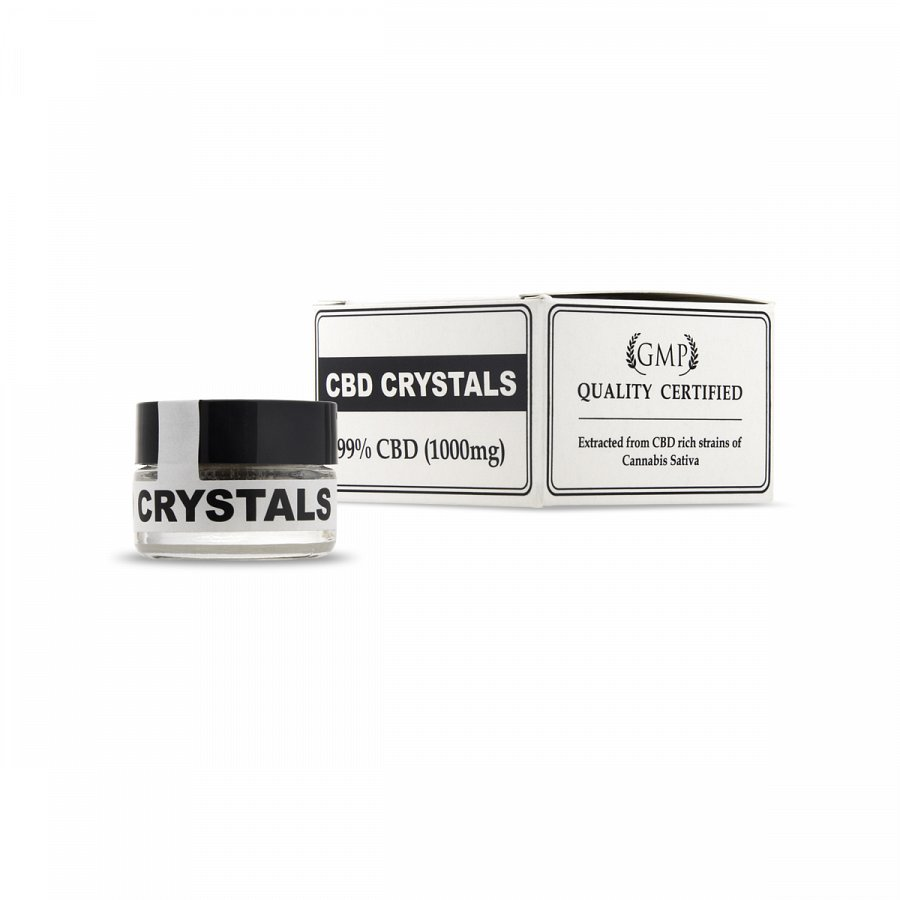 CBD CRYSTALS
99% CBD (1000mg)
GMP
QUALITY CERTIFIED
Extracted from CBD rich strains of
Cannabis Sativa
CRYSTALS